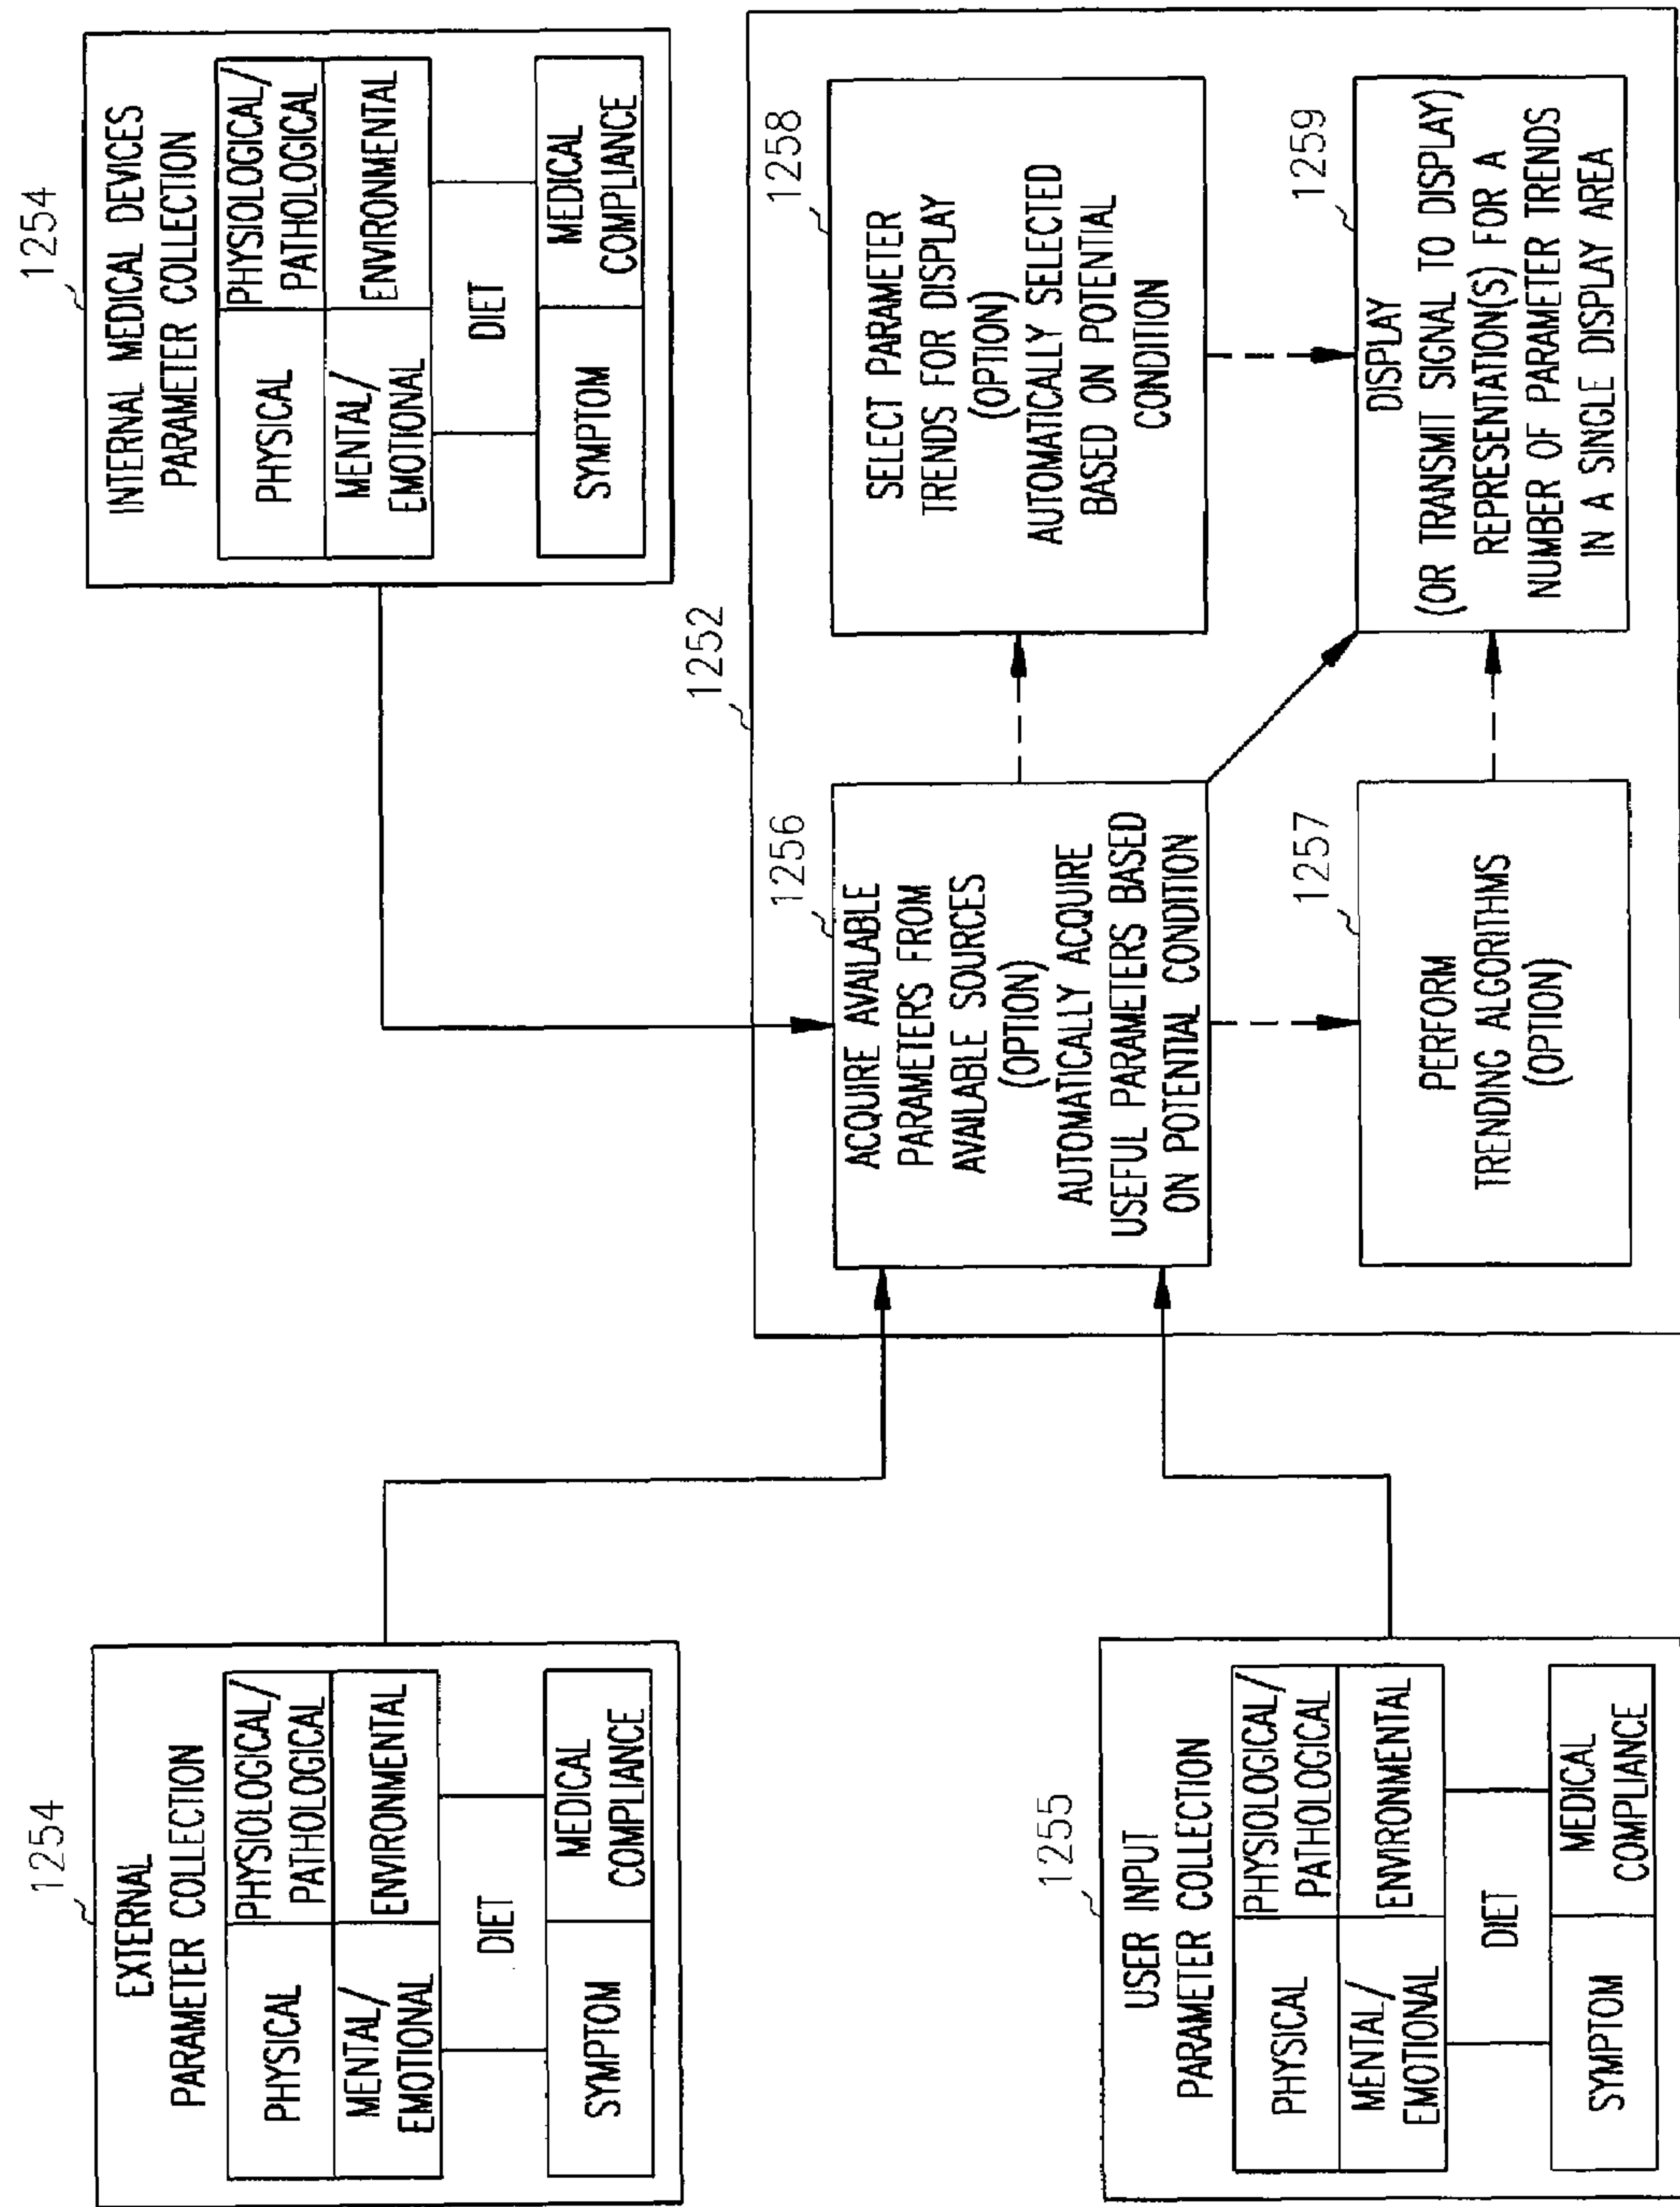 1254
EXTERNAL
PARAMETER COLLECTION
PHYSICAL
PHYSIOLOGICAL/
PATHOLOGICAL
MENTAL/
EMOTIONAL
ENVIRONMENTAL
DIET
SYMPTOM
MEDICAL
COMPLIANCE
1254
INTERNAL MEDICAL DEVICES
PARAMETER COLLECTION
PHYSICAL
PHYSIOLOGICAL/
PATHOLOGICAL
MENTAL/
EMOTIONAL
ENVIRONMENTAL
DIET
SYMPTOM
MEDICAL
COMPLIANCE
1255
USER INPUT
PARAMETER COLLECTION
PHYSICAL
PHYSIOLOGICAL/
PATHOLOGICAL
MENTAL/
EMOTIONAL
ENVIRONMENTAL
DIET
SYMPTOM
MEDICAL
COMPLIANCE
1252
1256
ACQUIRE AVAILABLE
PARAMETERS FROM
AVAILABLE SOURCES
(OPTION)
AUTOMATICALLY ACQUIRE
USEFUL PARAMETERS BASED
ON POTENTIAL CONDITION
1258
SELECT PARAMETER
TRENDS FOR DISPLAY
(OPTION)
AUTOMATICALLY SELECTED
BASED ON POTENTIAL
CONDITION
1257
PERFORM
TRENDING ALGORITHMS
(OPTION)
1259
DISPLAY
(OR TRANSMIT SIGNAL TO DISPLAY)
REPRESENTATION(S) FOR A
NUMBER OF PARAMETER TRENDS
IN A SINGLE DISPLAY AREA